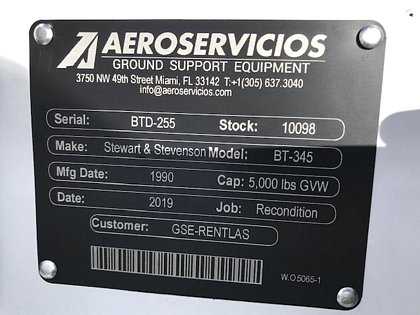 AEROSERVICIOS
GROUND SUPPORT EQUIPMENT
3750 NW 49th Street Miami, FL 33142 T:+1(305) 637.3040
info@aeroservicios.com
Serial: BTD-255 Stock: 10098
Make: Stewart & Stevenson Model: BT-345
Mfg Date: 1990 Cap: 5,000 lbs GVW
Date: 2019 Job: Recondition
Customer: GSE-RENTLAS
W.O 5065-1